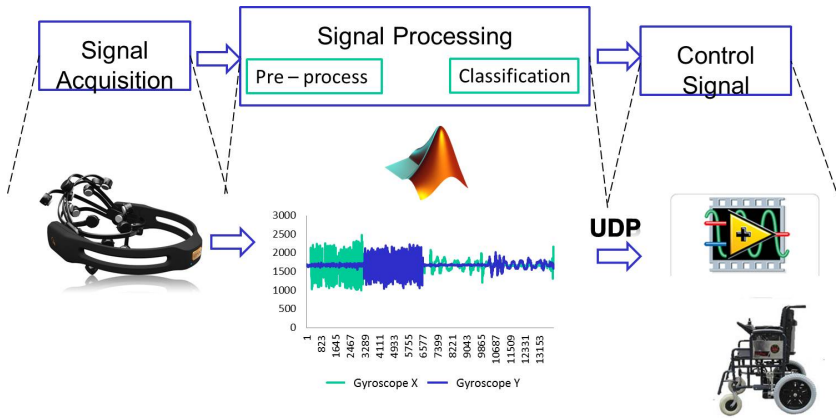 Signal
Acquisition
Signal Processing
Pre – process
Classification
Control
Signal
UDP
3000
2500
2000
1500
1000
500
0
1
823
1645
2467
3289
4111
4933
5755
6577
7399
8221
9043
9865
10687
11509
12331
13153
Gyroscope X
Gyroscope Y